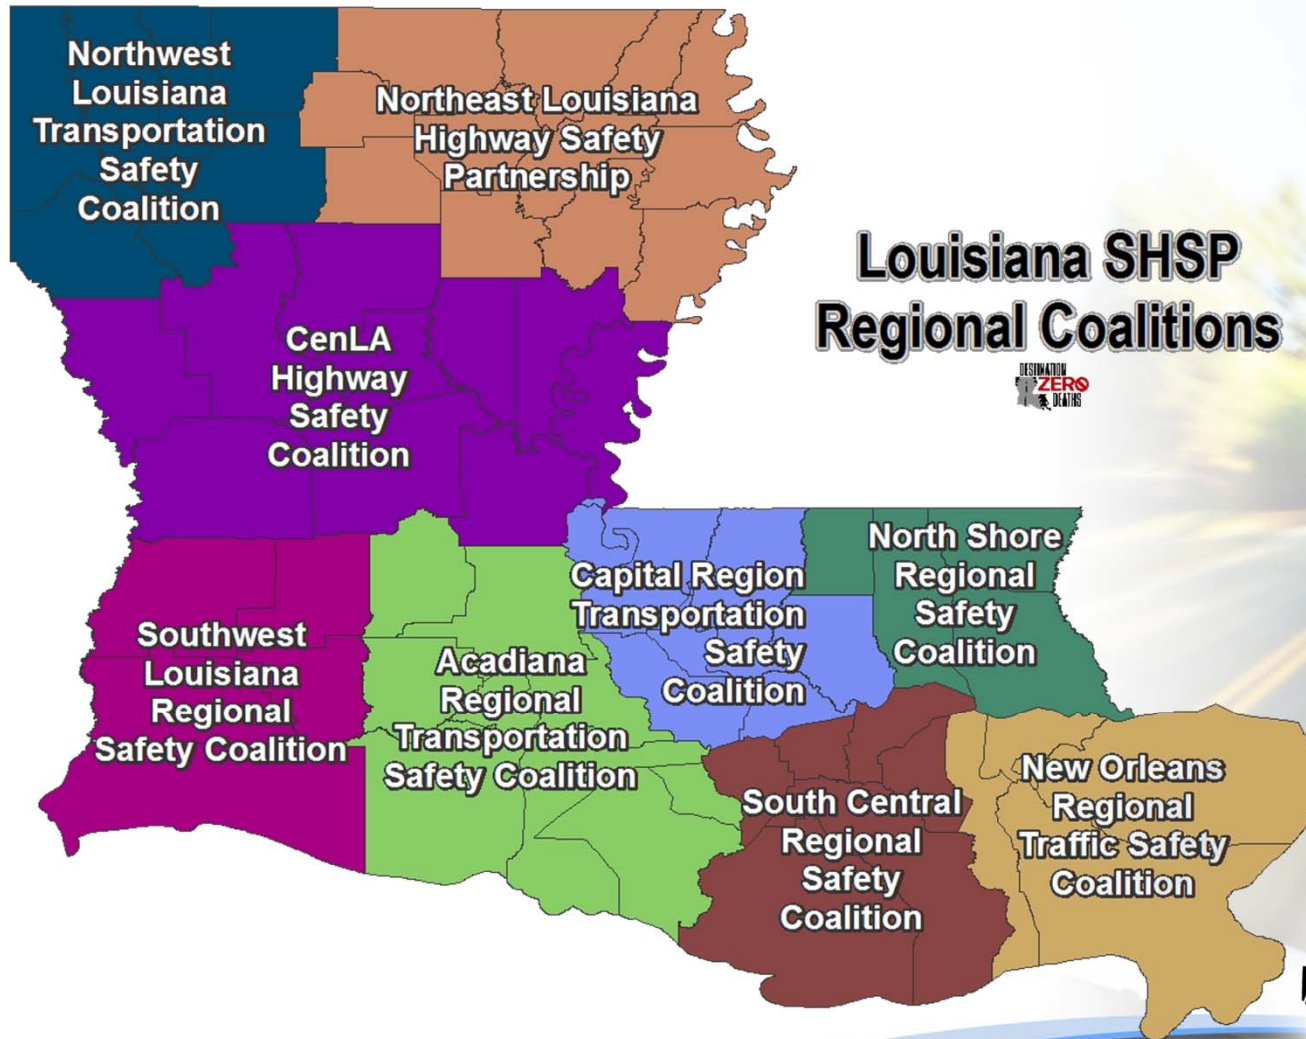 Northwest
Louisiana
Transportation
Safety
Coalition
Northeast Louisiana
Highway Safety
Partnership
Louisiana SHSP
Regional Coalitions
DESTINATION
ZERO
DEATHS
CenLA
Highway
Safety
Coalition
North Shore
Regional
Safety
Coalition
Capital Region
Transportation
Safety
Coalition
Southwest
Louisiana
Regional
Safety Coalition
Acadiana
Regional
Transportation
Safety Coalition
South Central
Regional
Safety
Coalition
New Orleans
Regional
Traffic Safety
Coalition